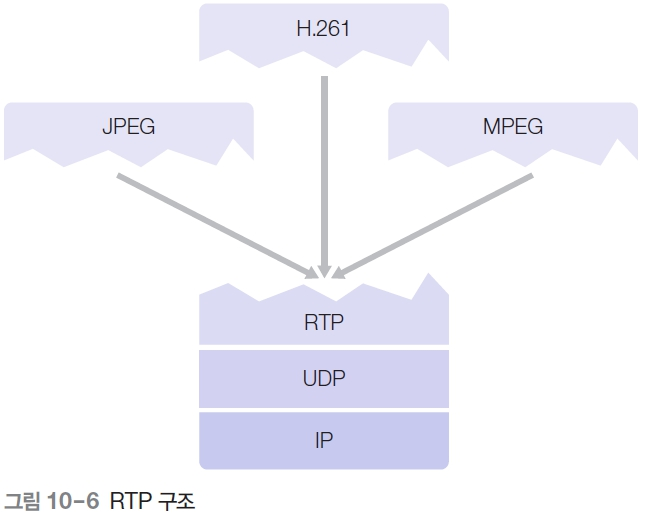 H.261
JPEG
MPEG
RTP
UDP
IP
그림 10-6 RTP 구조